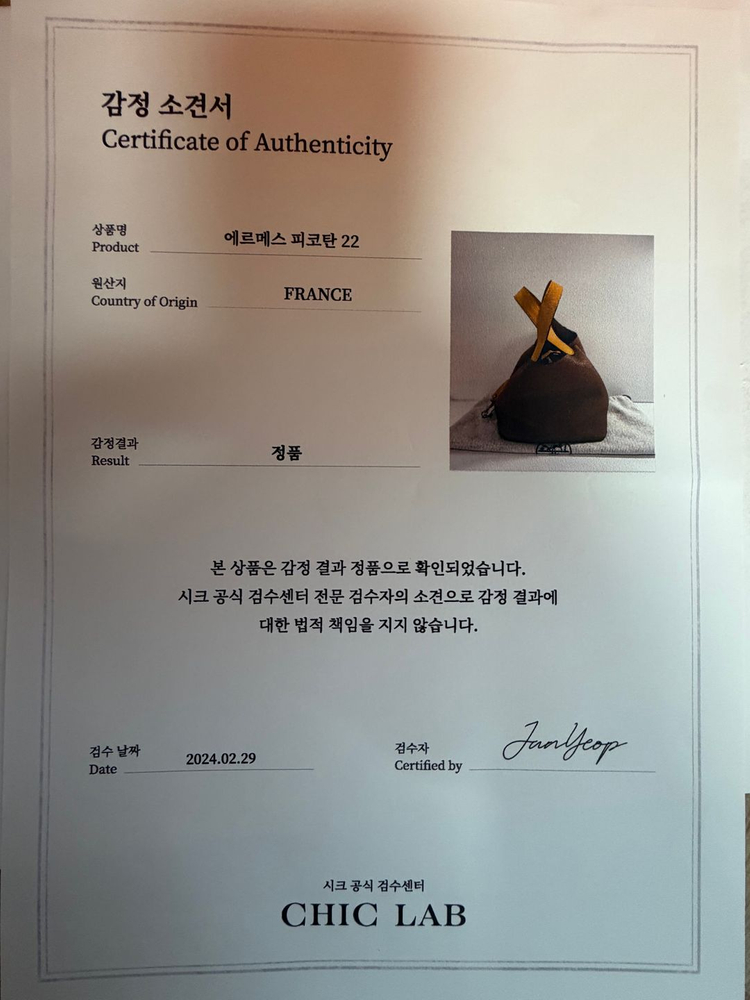 감정 소견서
Certificate of Authenticity
상품명
Product
에르메스 피코탄 22
원산지
Country of Origin
FRANCE
감정결과
Result
정품
본 상품은 감정 결과 정품으로 확인되었습니다.
시크 공식 검수센터 전문 검수자의 소견으로 감정 결과에
대한 법적 책임을 지지 않습니다.
검수 날짜
Date
2024.02.29
검수자
Certified by
시크 공식 검수센터
CHIC LAB